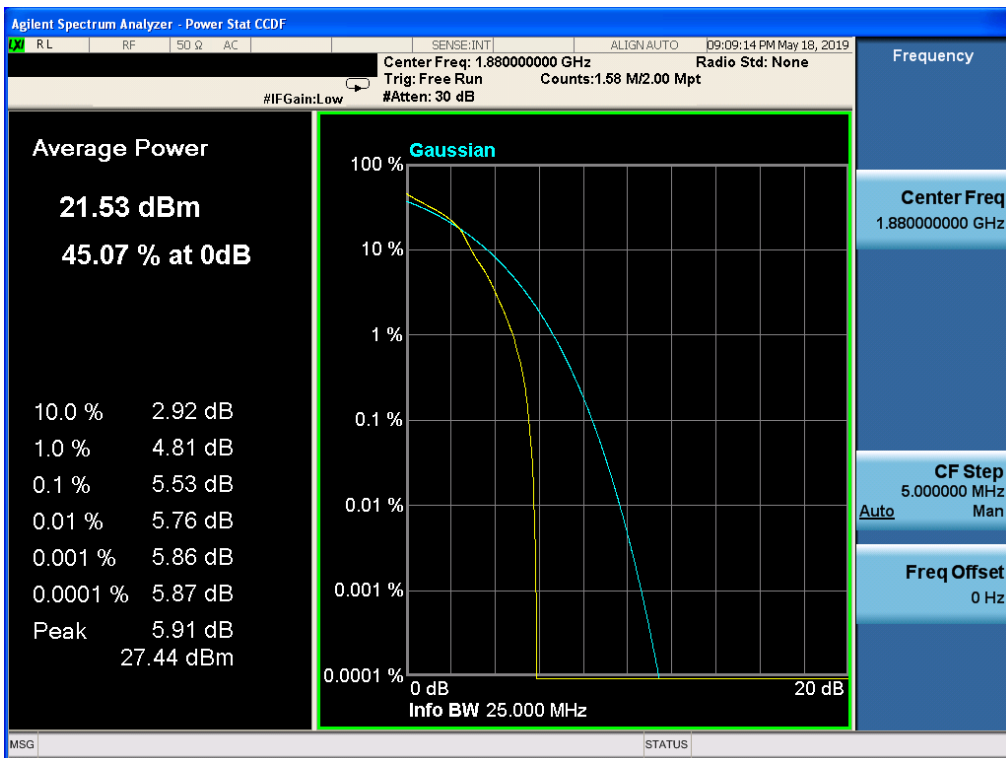 Agilent Spectrum Analyzer - Power Stat CCDF
LXI RL RF 50 Ω AC SENSE:INT ALIGN AUTO 09:09:14 PM May 18, 2019
Center Freq: 1.880000000 GHz Radio Std: None
Trig: Free Run Counts:1.58 M/2.00 Mpt
#IFGain:Low #Atten: 30 dB
Average Power
21.53 dBm
45.07 % at 0dB
10.0 % 2.92 dB
1.0 % 4.81 dB
0.1 % 5.53 dB
0.01 % 5.76 dB
0.001 % 5.86 dB
0.0001 % 5.87 dB
Peak 5.91 dB
27.44 dBm
Gaussian
100 %
10 %
1 %
0.1 %
0.01 %
0.001 %
0.0001 %
0 dB 20 dB
Info BW 25.000 MHz
Frequency
Center Freq
1.880000000 GHz
CF Step
5.000000 MHz
Auto Man
Freq Offset
0 Hz
MSG STATUS